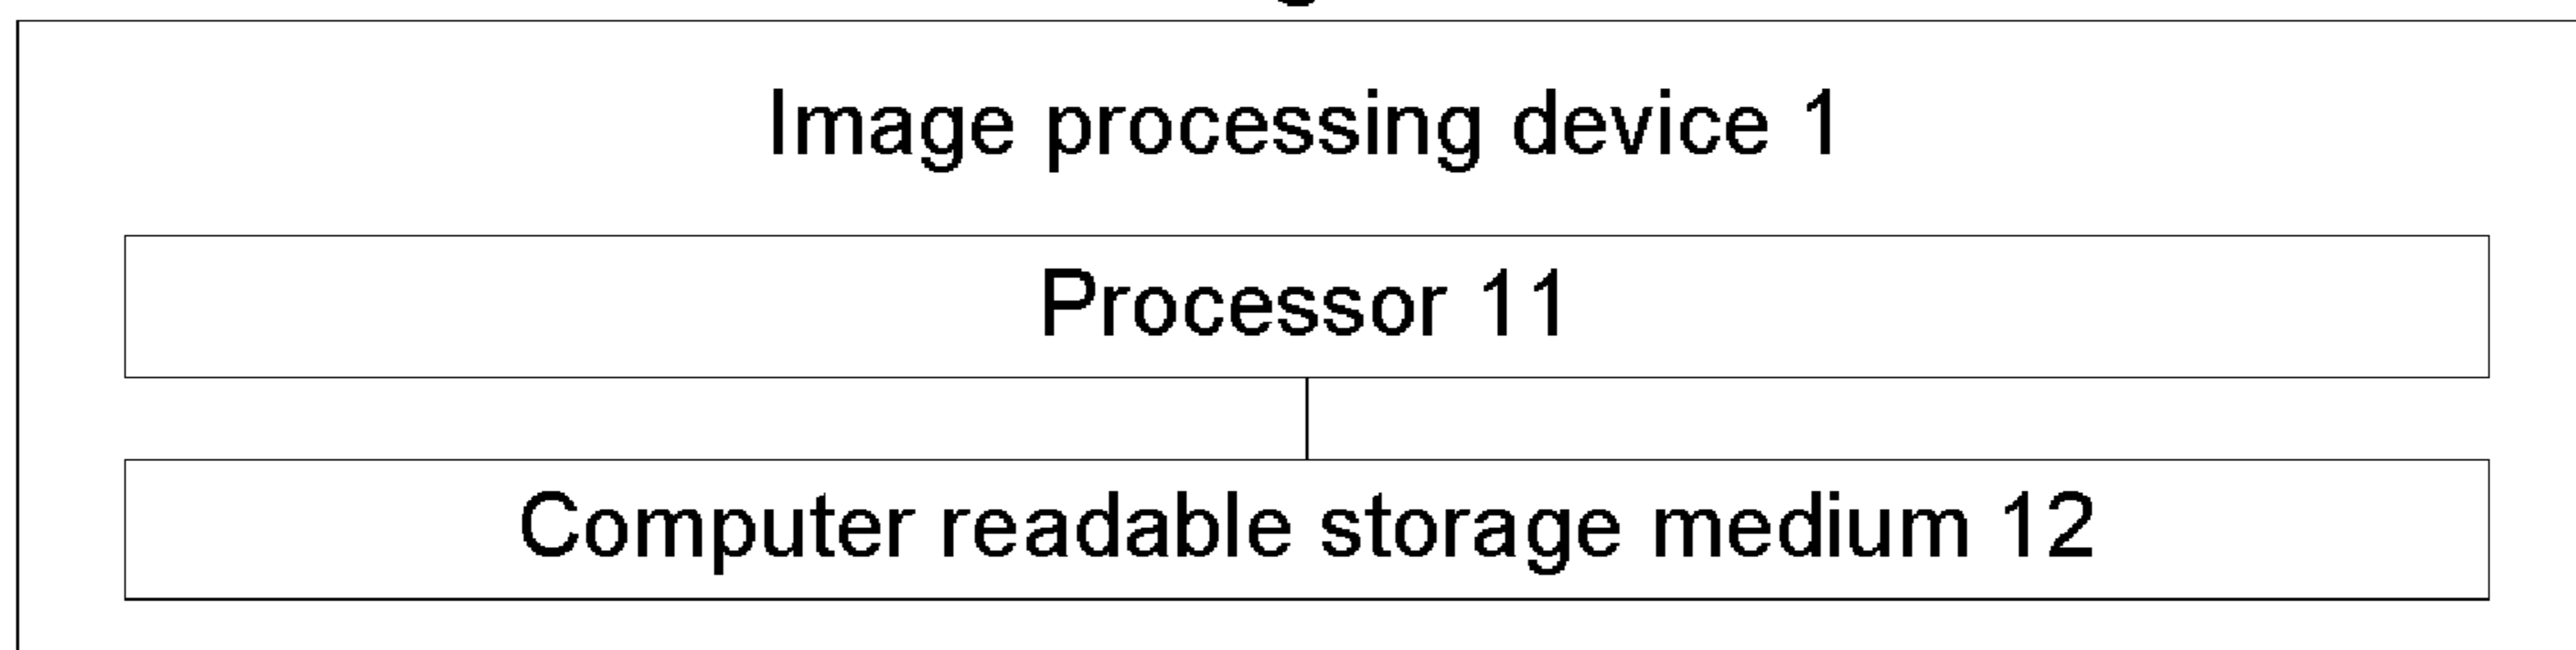 Image processing device 1
Processor 11
Computer readable storage medium 12